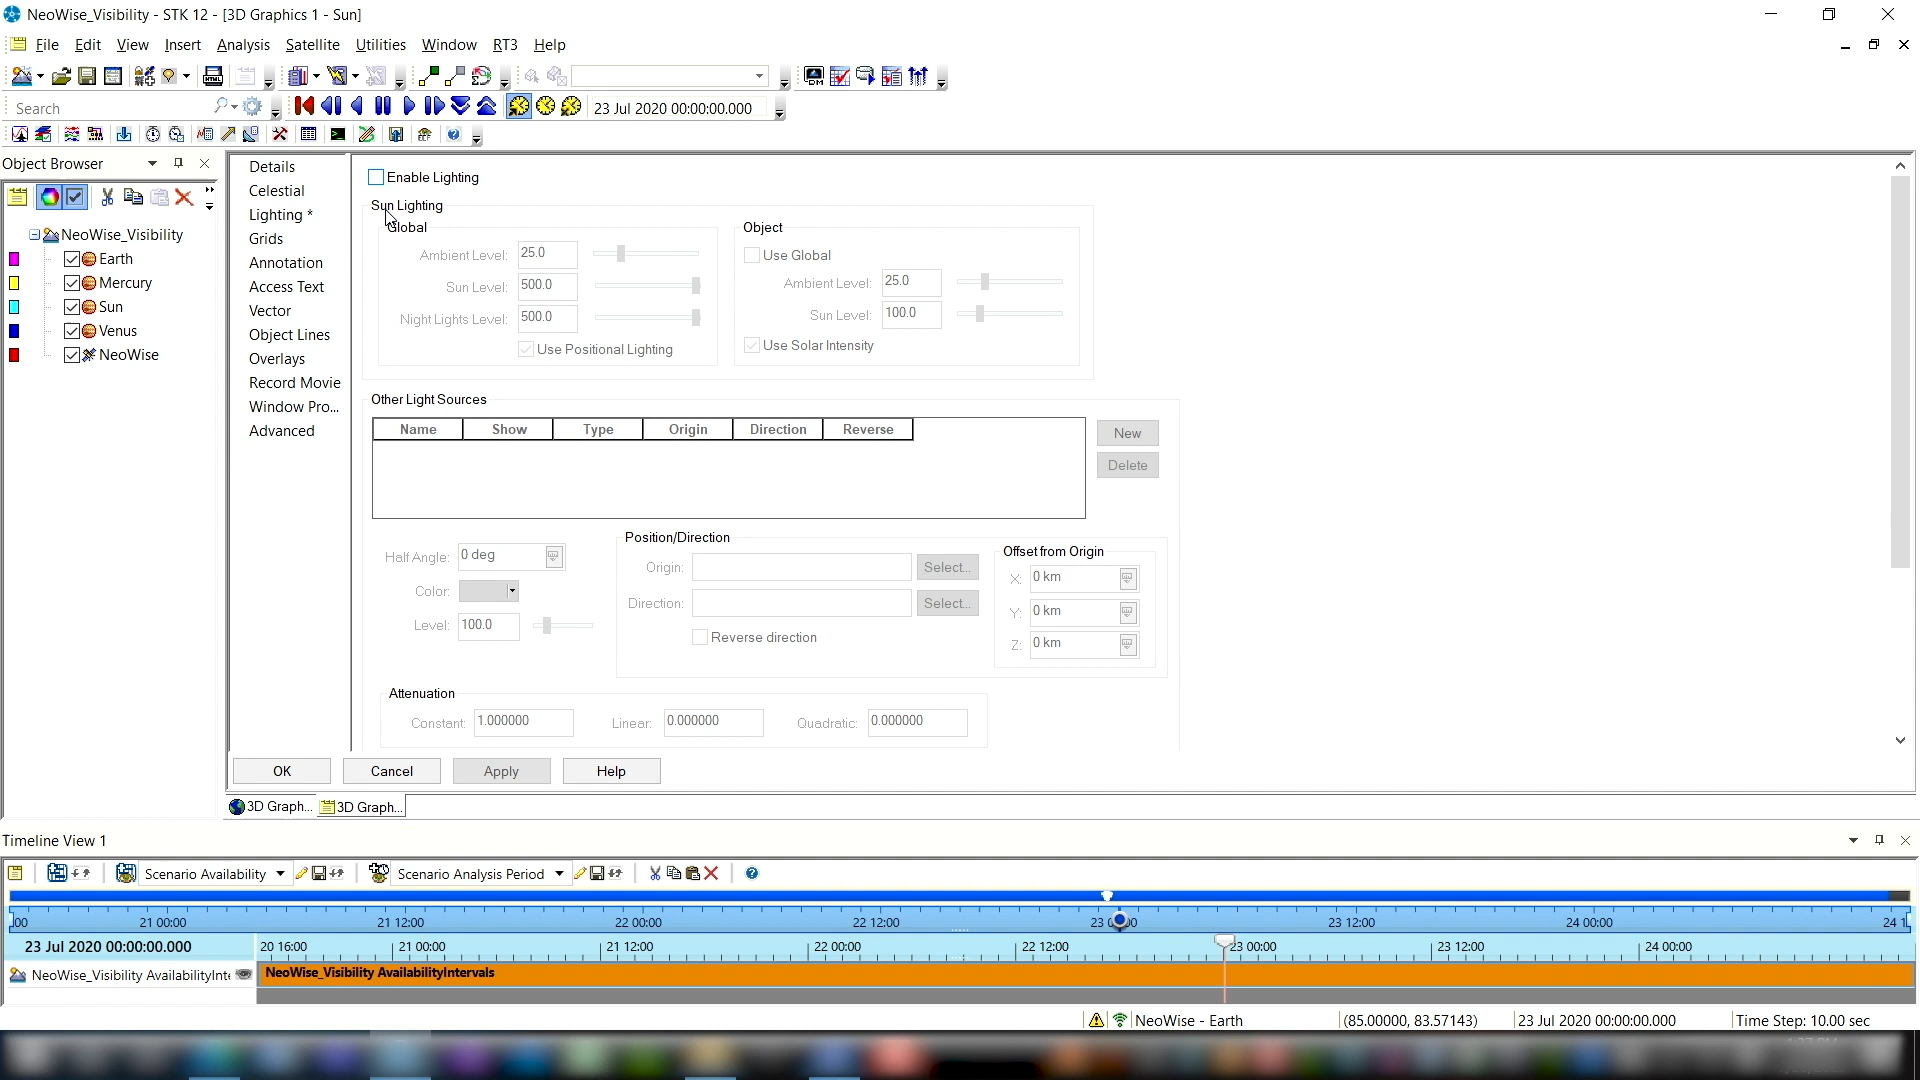 NeoWise_Visibility - STK 12 - [3D Graphics 1 - Sun]
File Edit View Insert Analysis Satellite Utilities Window RT3 Help
Search 23 Jul 2020 00:00:00.000
Object Browser
NeoWise_Visibility
Earth
Mercury
Sun
Venus
NeoWise
Details
Celestial
Lighting *
Grids
Annotation
Access Text
Vector
Object Lines
Overlays
Record Movie
Window Pro...
Advanced
Enable Lighting
Sun Lighting
Global
Ambient Level: 25.0
Sun Level: 500.0
Night Lights Level: 500.0
Use Positional Lighting
Object
Use Global
Ambient Level: 25.0
Sun Level: 100.0
Use Solar Intensity
Other Light Sources
Name Show Type Origin Direction Reverse
New
Delete
Half Angle: 0 deg
Color:
Level: 100.0
Position/Direction
Origin: Select...
Direction: Select...
Reverse direction
Offset from Origin
X: 0 km
Y: 0 km
Z: 0 km
Attenuation
Constant: 1.000000 Linear: 0.000000 Quadratic: 0.000000
OK Cancel Apply Help
3D Graph... 3D Graph...
Timeline View 1
Scenario Availability Scenario Analysis Period
21 00:00 21 12:00 22 00:00 22 12:00 23 12:00 24 00:00
23 Jul 2020 00:00:00.000 20 16:00 21 00:00 21 12:00 22 00:00 22 12:00 23 00:00 23 12:00 24 00:00
NeoWise_Visibility AvailabilityInte NeoWise_Visibility AvailabilityIntervals
NeoWise - Earth (85.00000, 83.57143) 23 Jul 2020 00:00:00.000 Time Step: 10.00 sec